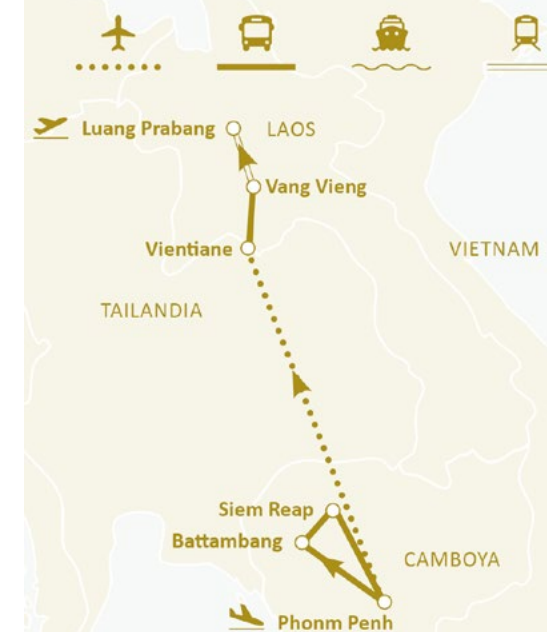 Luang Prabang
LAOS
Vang Vieng
Vientiane
VIETNAM
TAILANDIA
Siem Reap
Battambang
CAMBOYA
Phonm Penh